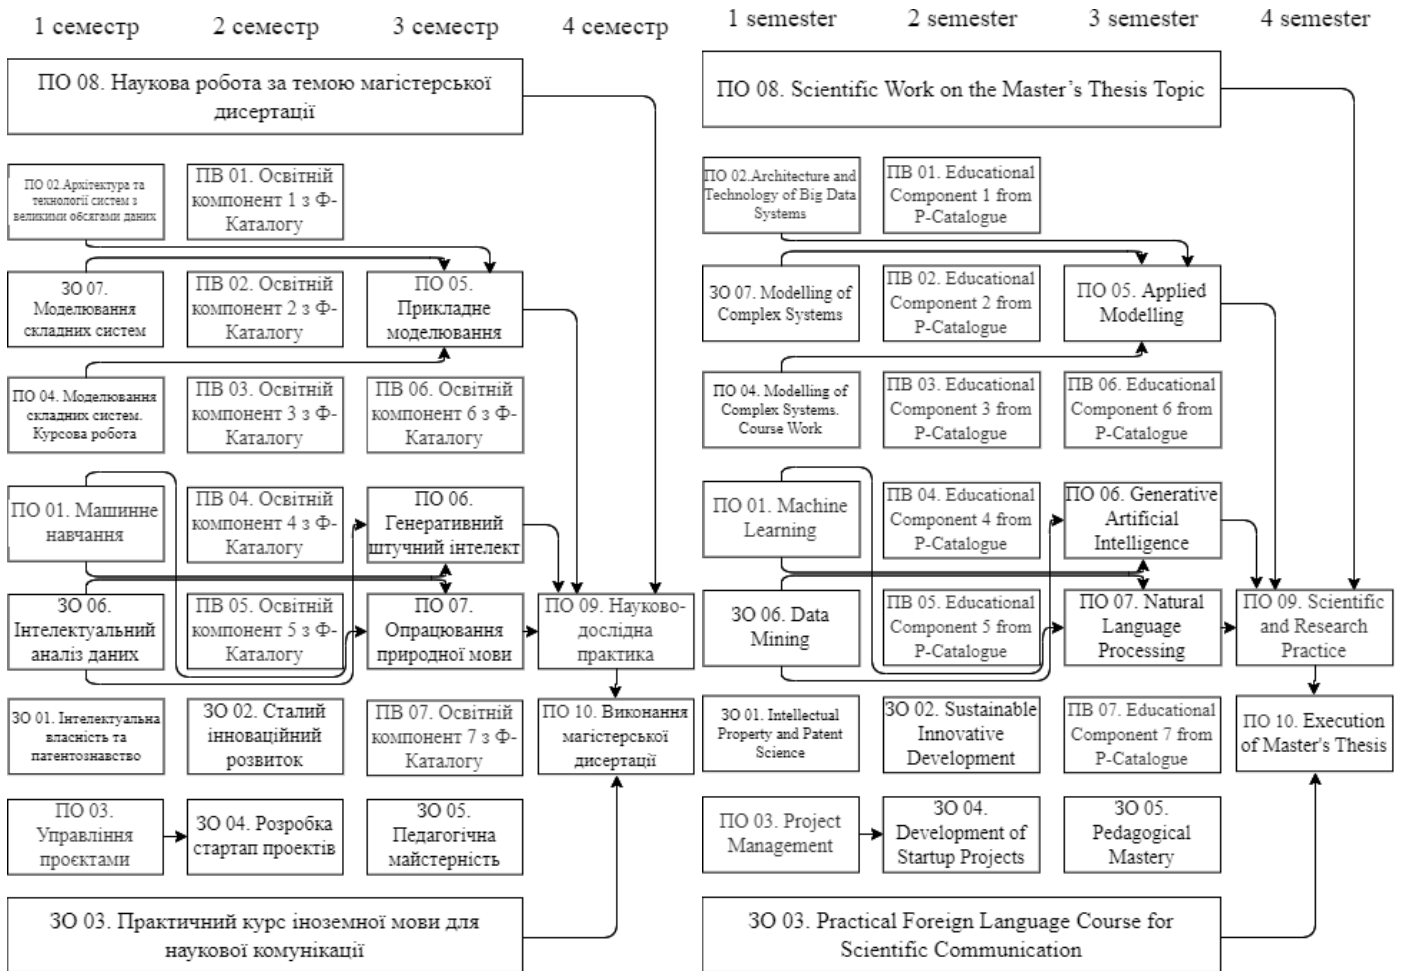 1 семестр
2 семестр
3 семестр
4 семестр
ПО 08. Наукова робота за темою магістерської
дисертації
ПО 02.Архітектура та
технології систем з
великими обсягами даних
ПВ 01. Освітній
компонент 1 з Ф-
Каталогу
ЗО 07.
Моделювання
складних систем
ПВ 02. Освітній
компонент 2 з Ф-
Каталогу
ПО 05.
Прикладне
моделювання
ПО 04. Моделювання
складних систем.
Курсова робота
ПВ 03. Освітній
компонент 3 з Ф-
Каталогу
ПВ 06. Освітній
компонент 6 з Ф-
Каталогу
ПО 01. Машинне
навчання
ПВ 04. Освітній
компонент 4 з Ф-
Каталогу
ПО 06.
Генеративний
штучний інтелект
ЗО 06.
Інтелектуальний
аналіз даних
ПВ 05. Освітній
компонент 5 з Ф-
Каталогу
ПО 07.
Опрацювання
природної мови
ПО 09. Науково-
дослідна
практика
ЗО 01. Інтелектуальна
власність та
патентознавство
ЗО 02. Сталий
інноваційний
розвиток
ПВ 07. Освітній
компонент 7 з Ф-
Каталогу
ПО 10. Виконання
магістерської
дисертації
ПО 03.
Управління
проєктами
ЗО 04. Розробка
стартап проектів
ЗО 05.
Педагогічна
майстерність
ЗО 03. Практичний курс іноземної мови для
наукової комунікації
1 semester
2 semester
3 semester
4 semester
ПО 08. Scientific Work on the Master’s Thesis Topic
ПО 02.Architecture and
Technology of Big Data
Systems
ПВ 01. Educational
Component 1 from
P-Catalogue
ЗО 07. Modelling of
Complex Systems
ПВ 02. Educational
Component 2 from
P-Catalogue
ПО 05. Applied
Modelling
ПО 04. Modelling of
Complex Systems.
Course Work
ПВ 03. Educational
Component 3 from
P-Catalogue
ПВ 06. Educational
Component 6 from
P-Catalogue
ПО 01. Machine
Learning
ПВ 04. Educational
Component 4 from
P-Catalogue
ПО 06. Generative
Artificial
Intelligence
ЗО 06. Data
Mining
ПВ 05. Educational
Component 5 from
P-Catalogue
ПО 07. Natural
Language
Processing
ПО 09. Scientific
and Research
Practice
ЗО 01. Intellectual
Property and Patent
Science
ЗО 02. Sustainable
Innovative
Development
ПВ 07. Educational
Component 7 from
P-Catalogue
ПО 10. Execution
of Master's Thesis
ПО 03. Project
Management
ЗО 04.
Development of
Startup Projects
ЗО 05.
Pedagogical
Mastery
ЗО 03. Practical Foreign Language Course for
Scientific Communication